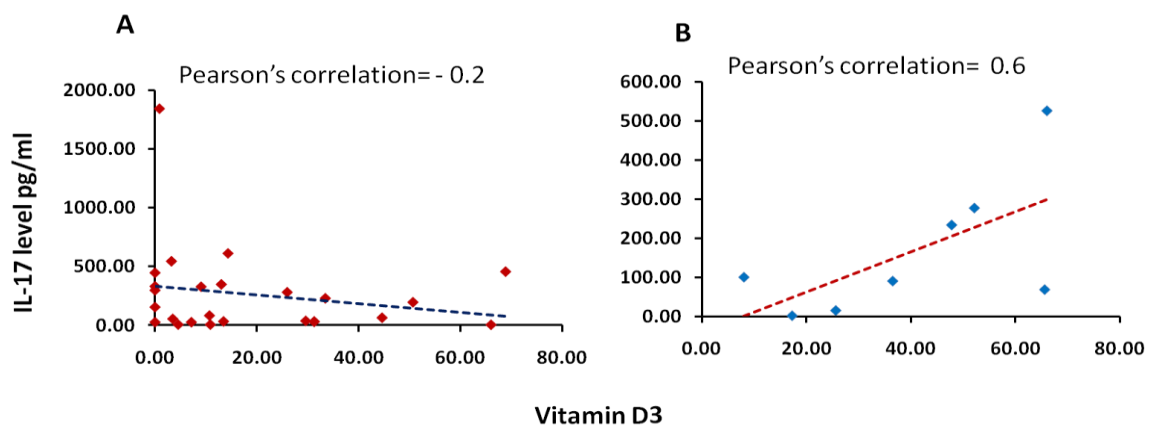 A
Pearson's correlation= - 0.2
IL-17 level pg/ml
2000.00
1500.00
1000.00
500.00
0.00
0.00 20.00 40.00 60.00 80.00
B
Pearson's correlation= 0.6
600.00
500.00
400.00
300.00
200.00
100.00
0.00
0.00 20.00 40.00 60.00 80.00
Vitamin D3